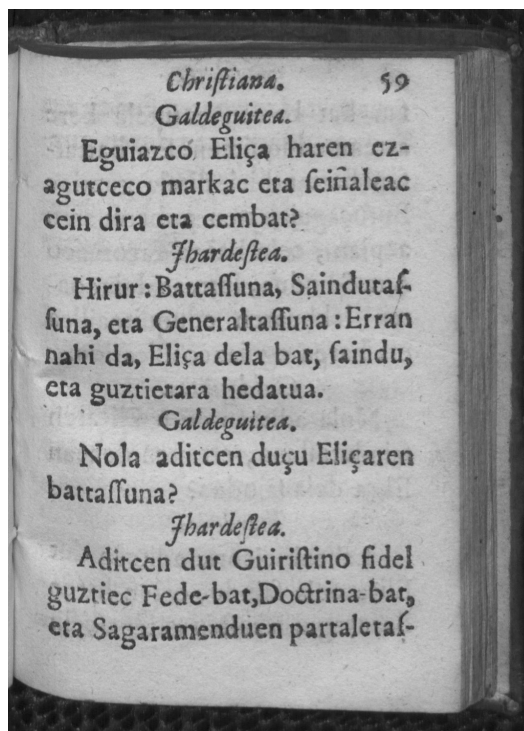 Chriſtiana. 59
Galdeguitea.
Eguiazco Eliça haren ez-
agutceco markac eta ſeiñaleac
cein dira eta cembat?
Jhardeſtea.
Hirur : Battaſſuna, Saindutaſ-
ſuna, eta Generaltaſſuna : Erran
nahi da, Eliça dela bat, ſaindu,
eta guztietara hedatua.
Galdeguitea.
Nola aditcen duçu Eliçaren
battaſſuna?
Jhardeſtea.
Aditcen dut Guiriſtino fidel
guztiec Fede-bat,Doctrina-bat,
eta Sagaramenduen partaletaſ-